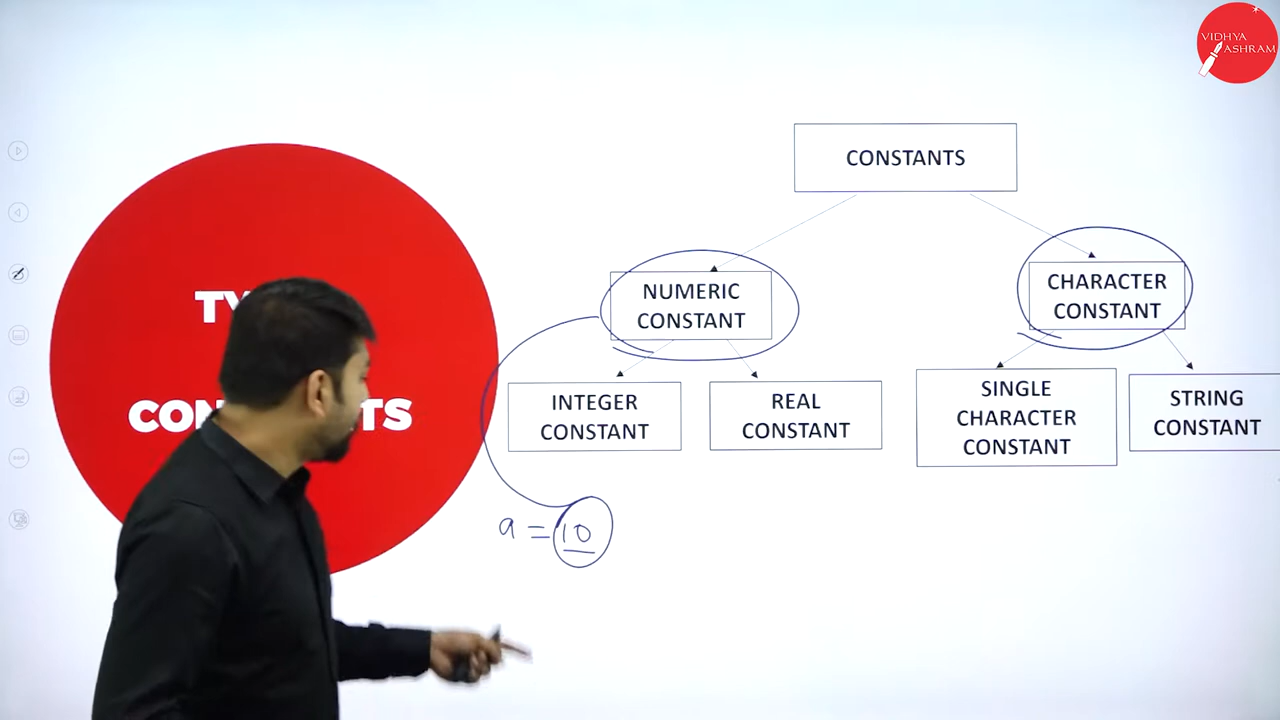 VIDHYA
ASHRAM
CONSTANTS
NUMERIC
CONSTANT
CHARACTER
CONSTANT
INTEGER
CONSTANT
REAL
CONSTANT
SINGLE
CHARACTER
CONSTANT
STRING
CONSTANT
a = 10